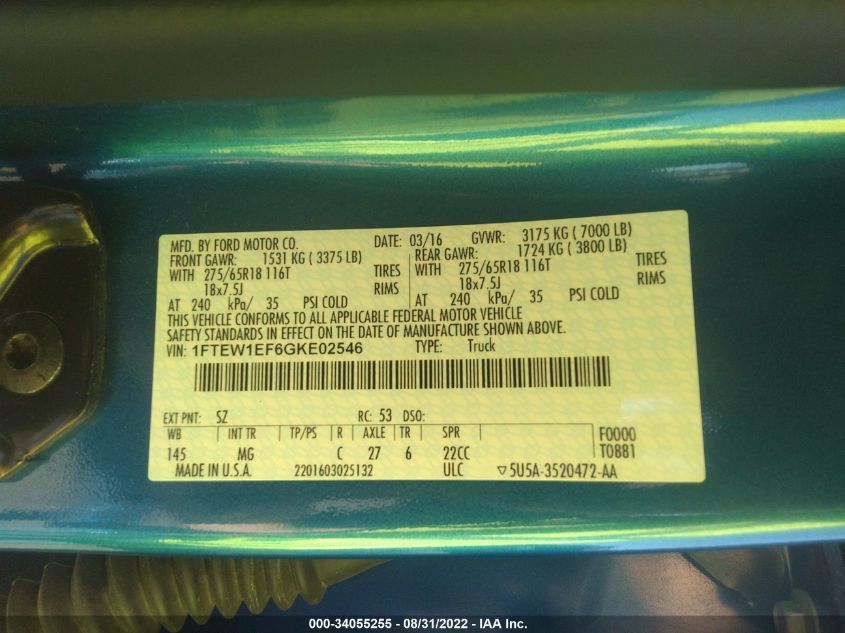 MFD. BY FORD MOTOR CO. DATE: 03/16 GVWR: 3175 KG ( 7000 LB)
FRONT GAWR: 1531 KG ( 3375 LB) REAR GAWR: 1724 KG ( 3800 LB)
WITH 275/65R18 116T TIRES WITH 275/65R18 116T TIRES
18x7.5J RIMS 18x7.5J RIMS
AT 240 kPa/ 35 PSI COLD AT 240 kPa/ 35 PSI COLD
THIS VEHICLE CONFORMS TO ALL APPLICABLE FEDERAL MOTOR VEHICLE
SAFETY STANDARDS IN EFFECT ON THE DATE OF MANUFACTURE SHOWN ABOVE.
VIN: 1FTEW1EF6GKE02546 TYPE: Truck
EXT PNT: SZ RC: 53 DSO:
WB INT TR TP/PS R AXLE TR SPR F0000
145 MG C 27 6 22CC T0881
MADE IN U.S.A. 2201603025132 ULC ▽5U5A-3520472-AA
000-34055255 - 08/31/2022 - IAA Inc.